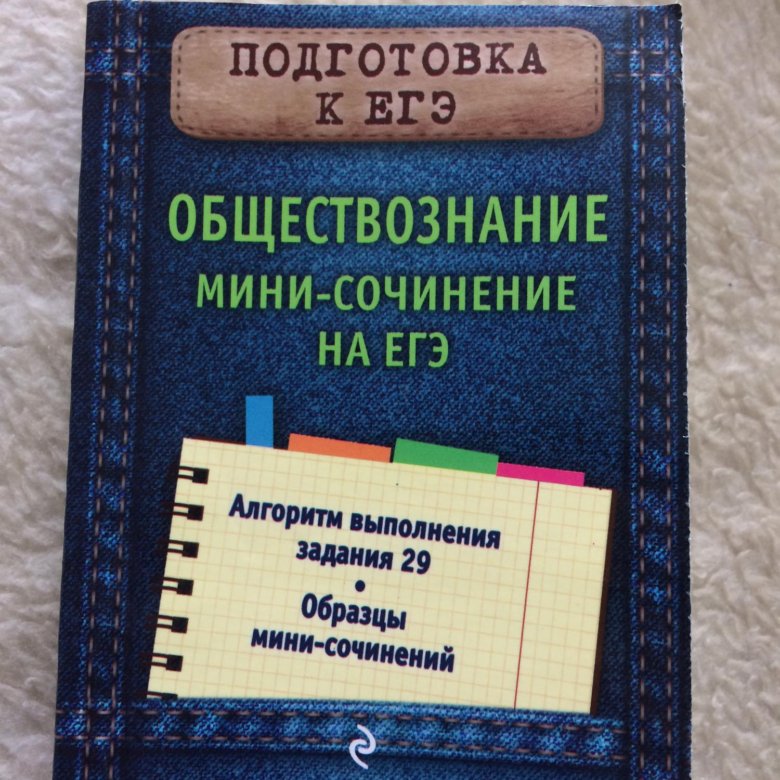 ПОДГОТОВКА
К ЕГЭ
ОБЩЕСТВОЗНАНИЕ
МИНИ-СОЧИНЕНИЕ
НА ЕГЭ
Алгоритм выполнения
задания 29
•
Образцы
мини-сочинений